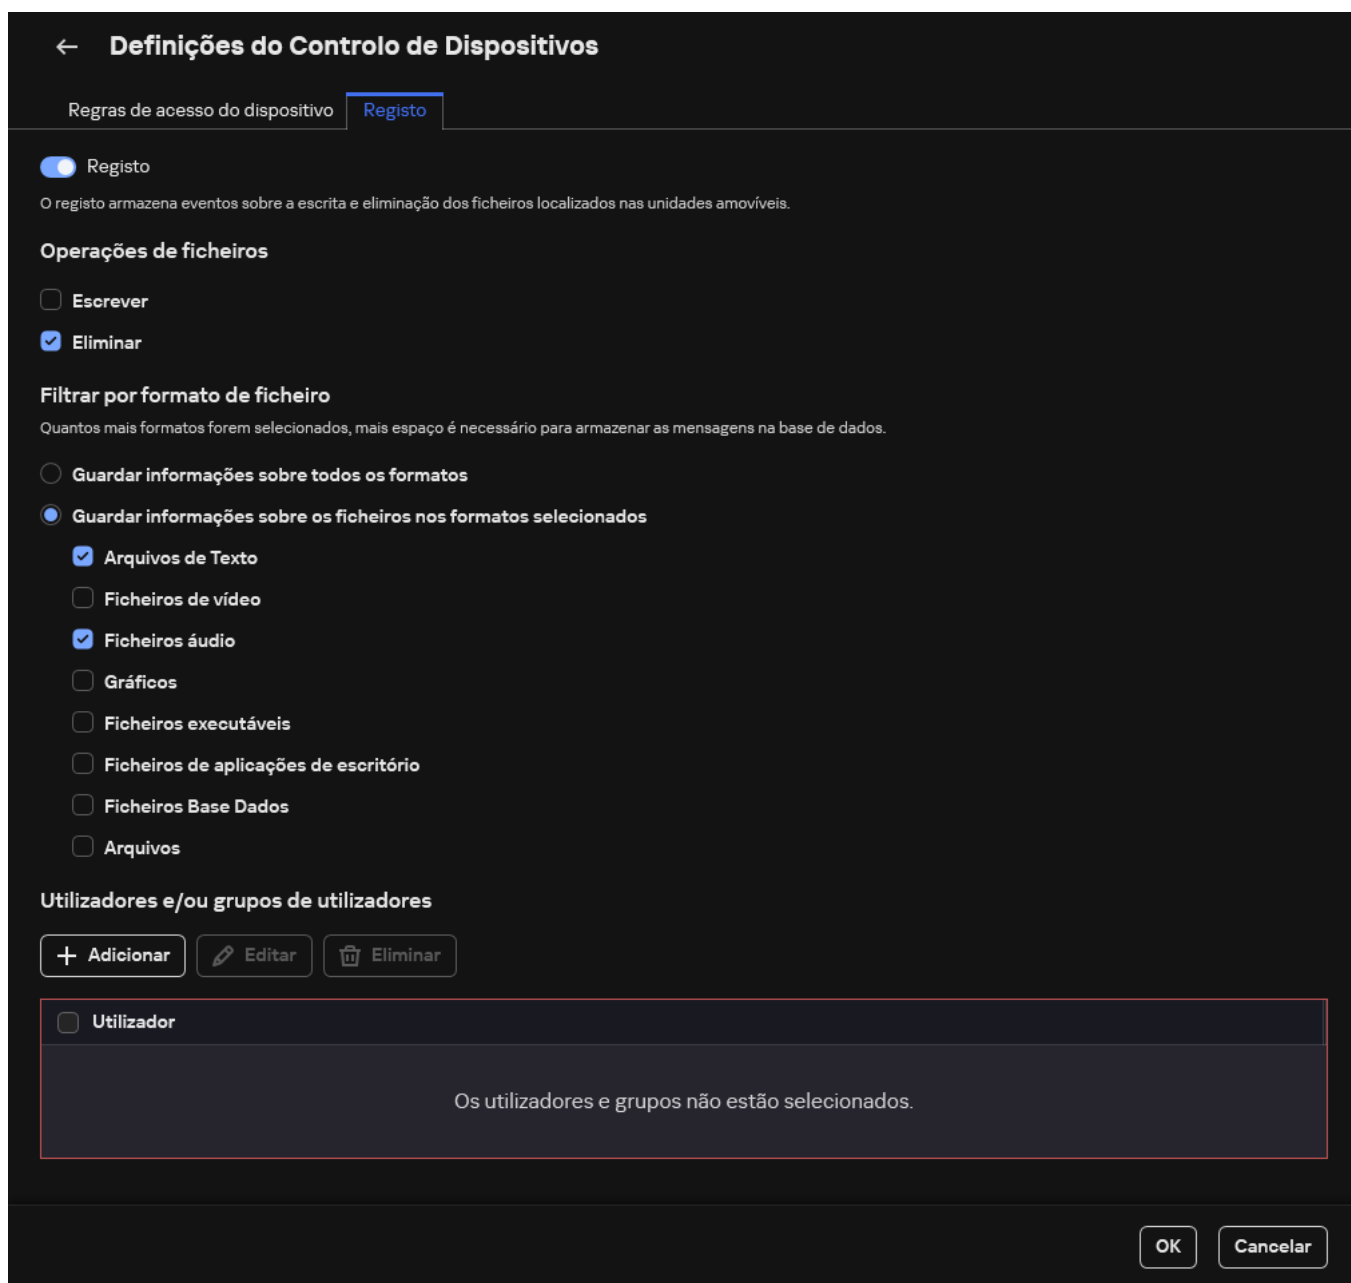 Definições do Controlo de Dispositivos
Regras de acesso do dispositivo
Registo
Registo
O registo armazena eventos sobre a escrita e eliminação dos ficheiros localizados nas unidades amovíveis.
Operações de ficheiros
Escrever
Eliminar
Filtrar por formato de ficheiro
Quantos mais formatos forem selecionados, mais espaço é necessário para armazenar as mensagens na base de dados.
Guardar informações sobre todos os formatos
Guardar informações sobre os ficheiros nos formatos selecionados
Arquivos de Texto
Ficheiros de vídeo
Ficheiros áudio
Gráficos
Ficheiros executáveis
Ficheiros de aplicações de escritório
Ficheiros Base Dados
Arquivos
Utilizadores e/ou grupos de utilizadores
Adicionar
Editar
Eliminar
Utilizador
Os utilizadores e grupos não estão selecionados.
OK
Cancelar